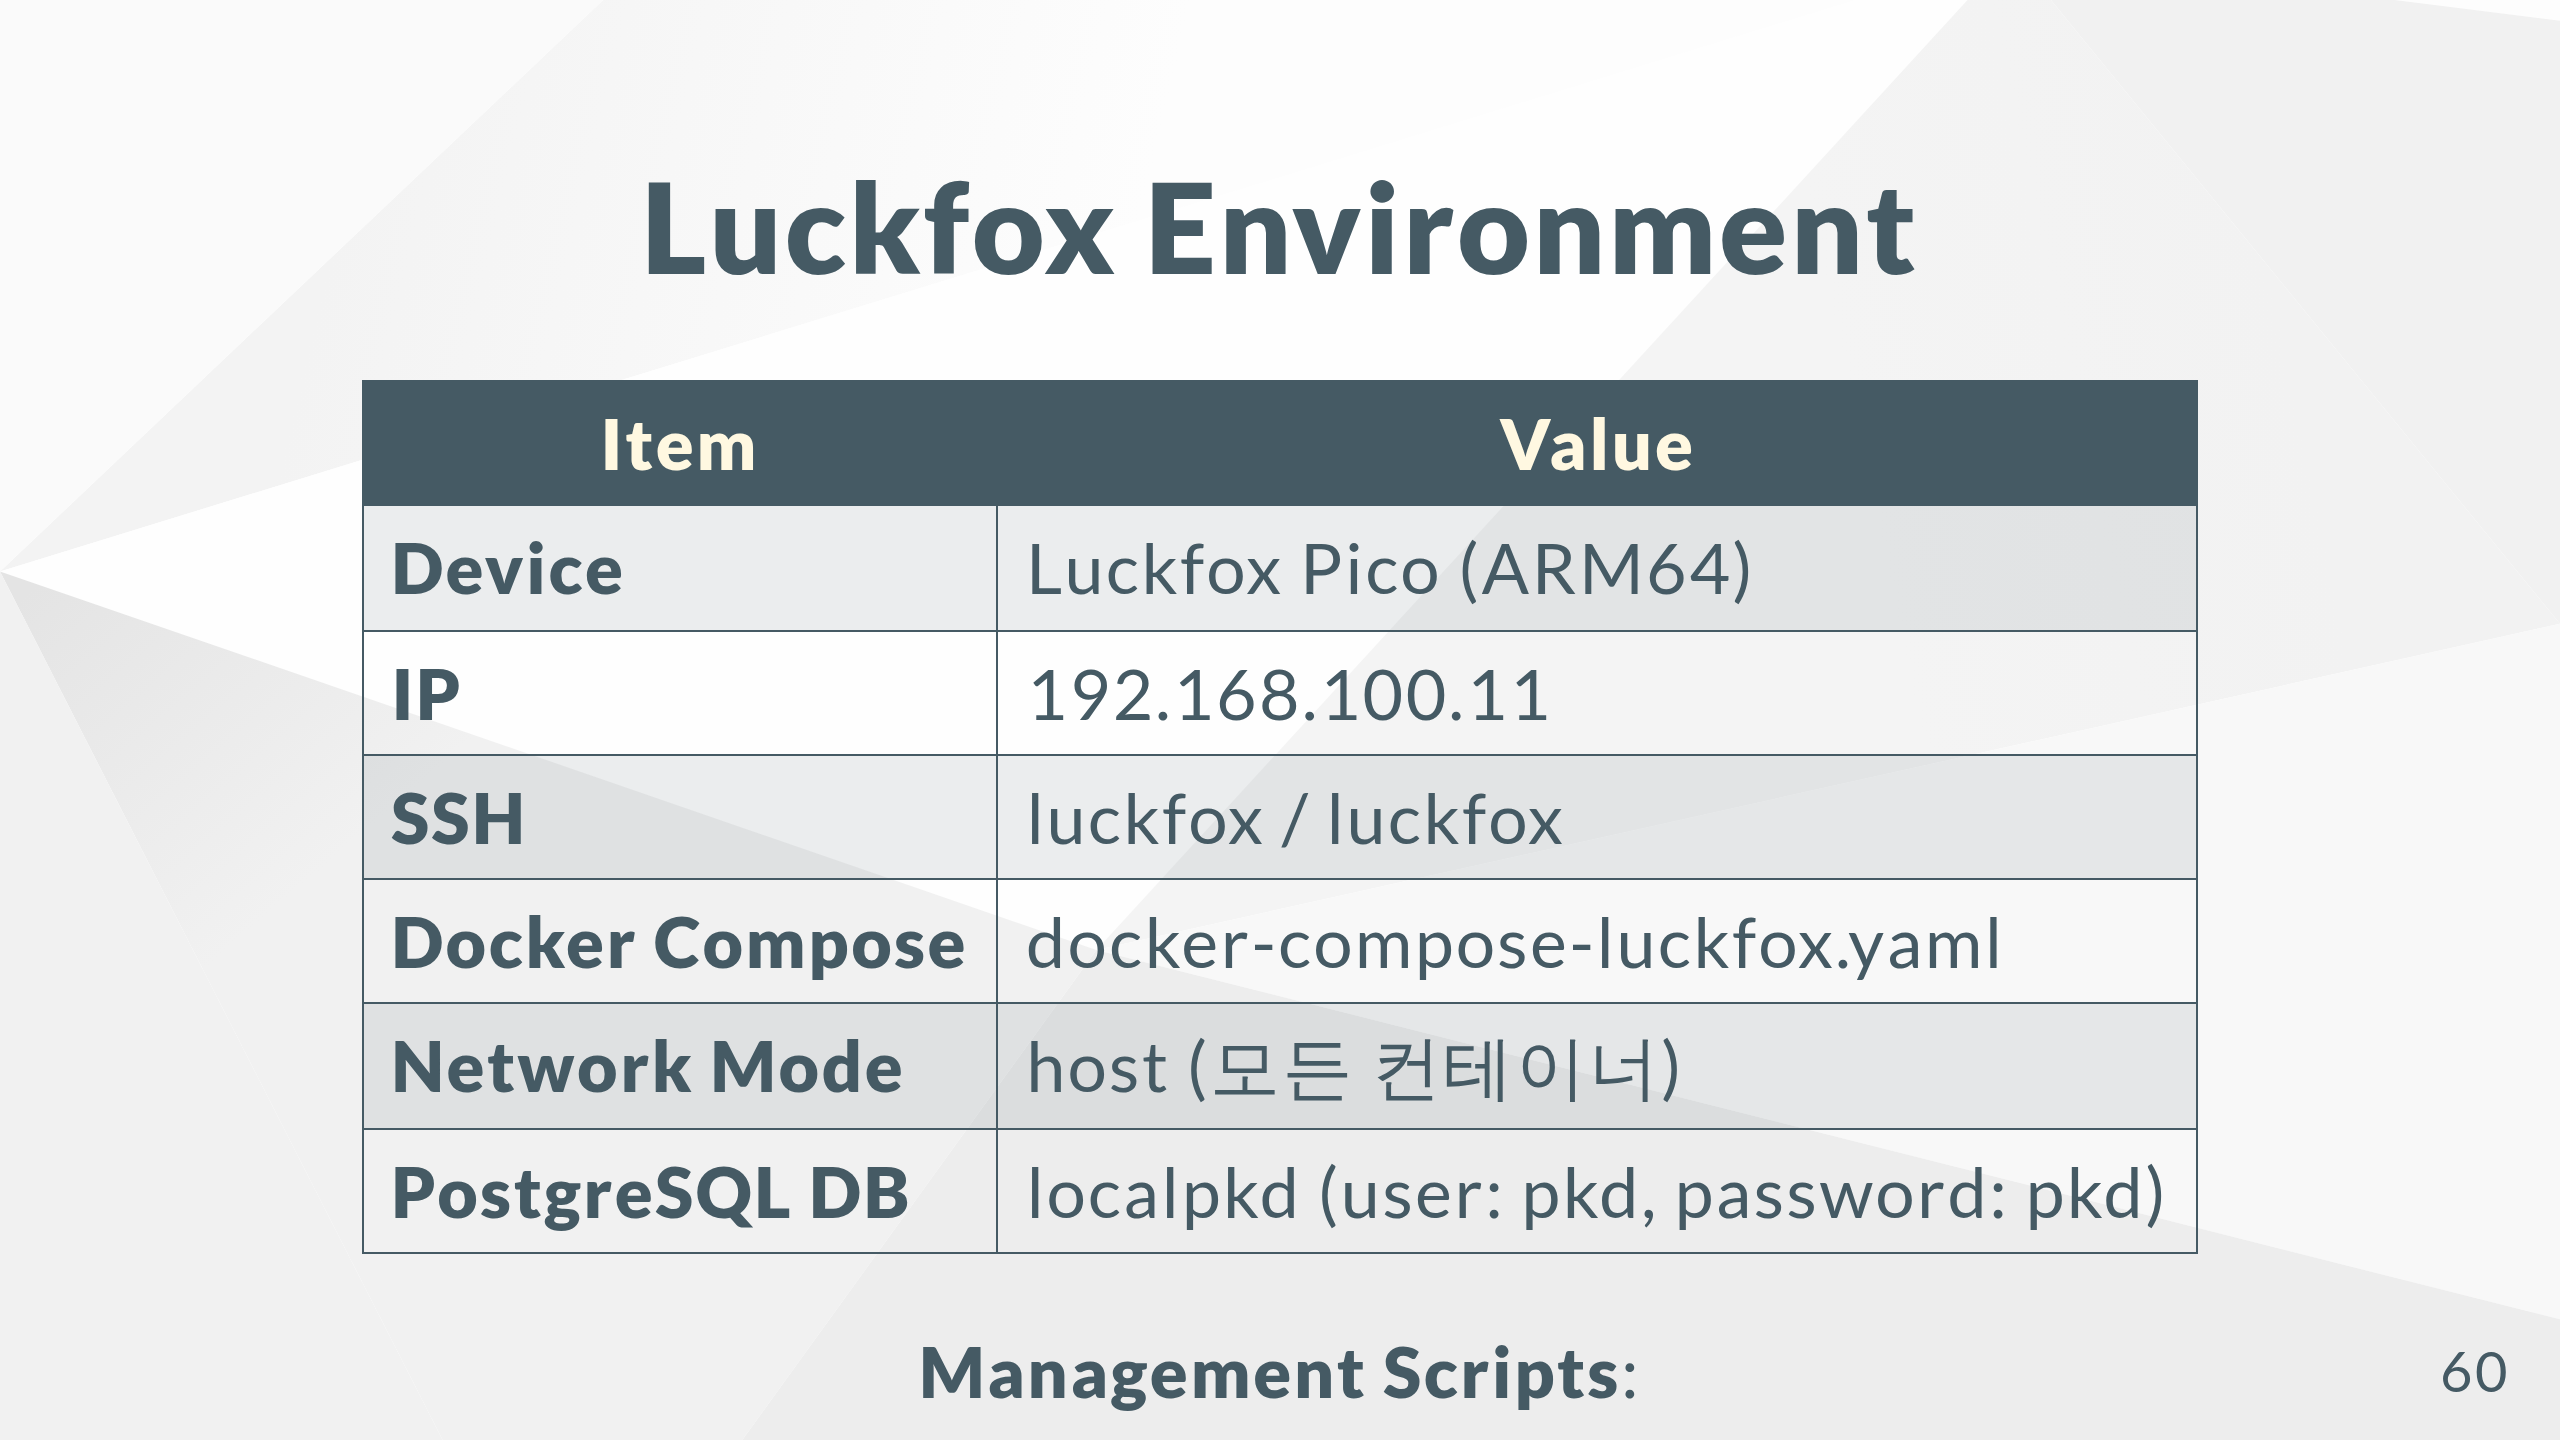 Luckfox Environment
Item Value
Device Luckfox Pico (ARM64)
IP 192.168.100.11
SSH luckfox / luckfox
Docker Compose docker-compose-luckfox.yaml
Network Mode host (모든 컨테이너)
PostgreSQL DB localpkd (user: pkd, password: pkd)
Management Scripts:
60